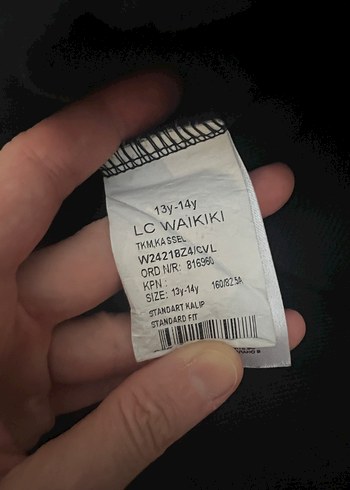 13y-14y
LC WAIKIKI
TKM.KASSEL
W24218Z4/CVL
ORD N/R: 816960
KPN :
SIZE: 13y-14y 160/82.5A
STANDART KALIP
STANDARD FIT